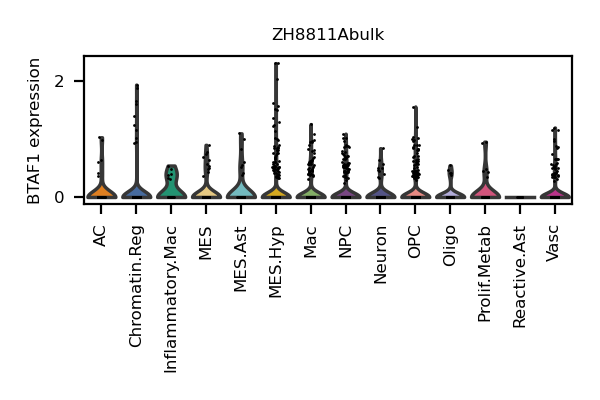 ZH8811Abulk
BTAF1 expression
2
0
AC
Chromatin.Reg
Inflammatory.Mac
MES
MES.Ast
MES.Hyp
Mac
NPC
Neuron
OPC
Oligo
Prolif.Metab
Reactive.Ast
Vasc